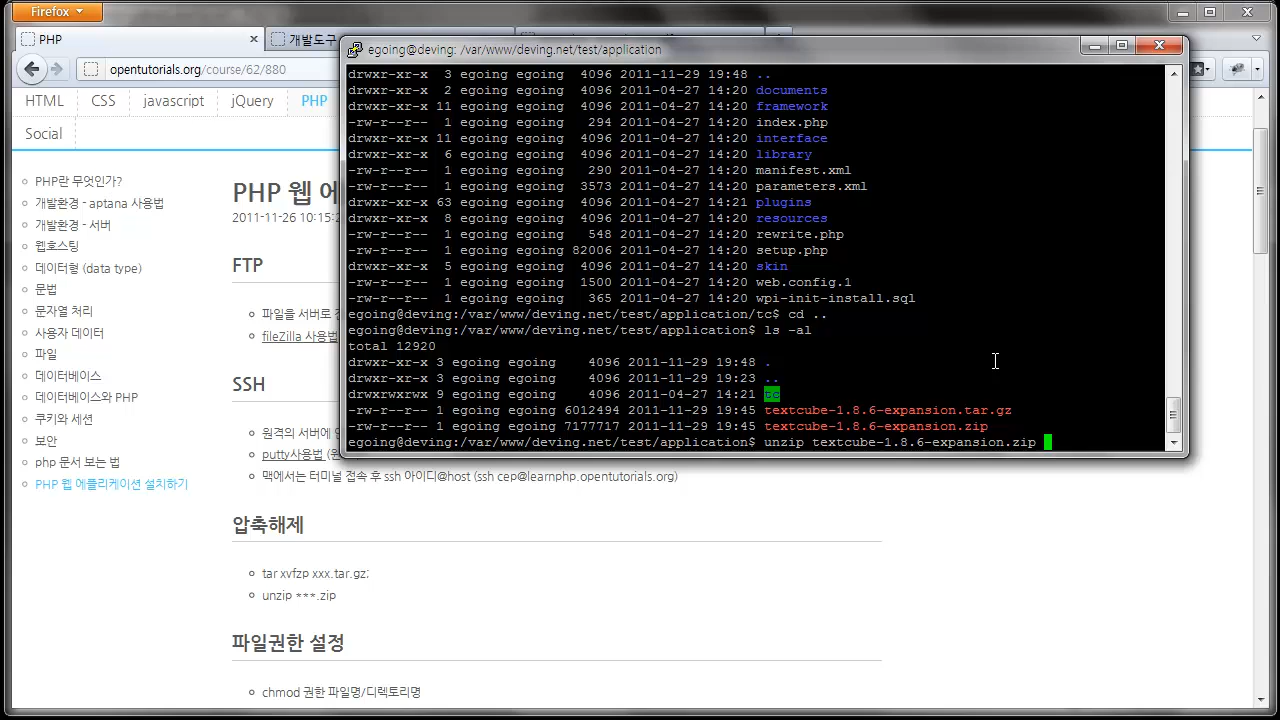 Firefox
PHP
개발도구
opentutorials.org/course/62/880
HTML CSS javascript jQuery PHP
Social
PHP란 무엇인가?
개발환경 - aptana 사용법
개발환경 - 서버
웹호스팅
데이터형 (data type)
문법
문자열 처리
사용자 데이터
파일
데이터베이스
데이터베이스와 PHP
쿠키와 세션
보안
php 문서 보는 법
PHP 웹 에플리케이션 설치하기
PHP 웹 에
2011-11-26 10:15:2
FTP
파일을 서버로 전
fileZilla 사용법
SSH
원격의 서버에
putty사용법 (윈
맥에서는 터미널 접속 후 ssh 아이디@host (ssh cep@learnphp.opentutorials.org)
압축해제
tar xvfzp xxx.tar.gz;
unzip ***.zip
파일권한 설정
chmod 권한 파일명/디렉토리명
egoing@deving: /var/www/deving.net/test/application
drwxr-xr-x 3 egoing egoing 4096 2011-11-29 19:48 ..
drwxr-xr-x 2 egoing egoing 4096 2011-04-27 14:20 documents
drwxr-xr-x 11 egoing egoing 4096 2011-04-27 14:20 framework
-rw-r--r-- 1 egoing egoing 294 2011-04-27 14:20 index.php
drwxr-xr-x 11 egoing egoing 4096 2011-04-27 14:20 interface
drwxr-xr-x 6 egoing egoing 4096 2011-04-27 14:20 library
-rw-r--r-- 1 egoing egoing 290 2011-04-27 14:20 manifest.xml
-rw-r--r-- 1 egoing egoing 3573 2011-04-27 14:20 parameters.xml
drwxr-xr-x 63 egoing egoing 4096 2011-04-27 14:21 plugins
drwxr-xr-x 8 egoing egoing 4096 2011-04-27 14:20 resources
-rw-r--r-- 1 egoing egoing 548 2011-04-27 14:20 rewrite.php
-rw-r--r-- 1 egoing egoing 82006 2011-04-27 14:20 setup.php
drwxr-xr-x 5 egoing egoing 4096 2011-04-27 14:20 skin
-rw-r--r-- 1 egoing egoing 1500 2011-04-27 14:20 web.config.1
-rw-r--r-- 1 egoing egoing 365 2011-04-27 14:20 wpi-init-install.sql
egoing@deving:/var/www/deving.net/test/application/tc$ cd ..
egoing@deving:/var/www/deving.net/test/application$ ls -al
total 12920
drwxr-xr-x 3 egoing egoing 4096 2011-11-29 19:48 .
drwxr-xr-x 3 egoing egoing 4096 2011-11-29 19:23 ..
drwxrwxrwx 9 egoing egoing 4096 2011-04-27 14:21 tc
-rw-r--r-- 1 egoing egoing 6012494 2011-11-29 19:45 textcube-1.8.6-expansion.tar.gz
-rw-r--r-- 1 egoing egoing 7177717 2011-11-29 19:45 textcube-1.8.6-expansion.zip
egoing@deving:/var/www/deving.net/test/application$ unzip textcube-1.8.6-expansion.zip